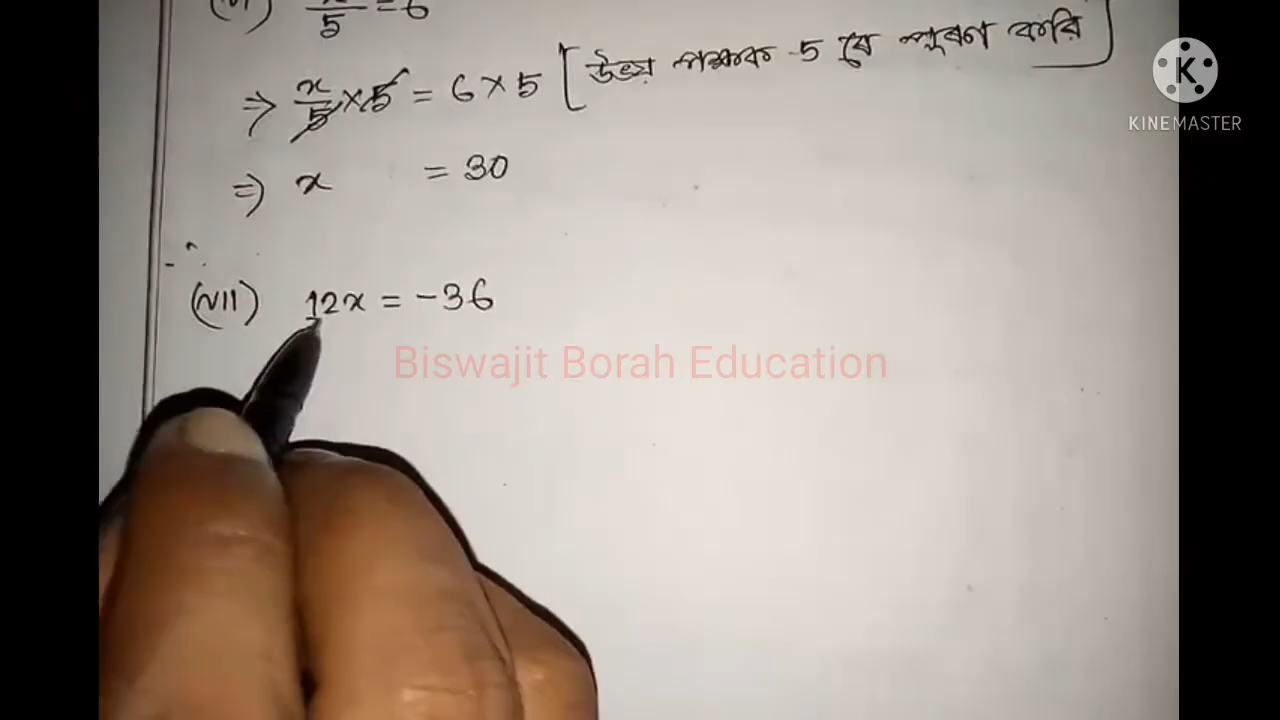 (VI) x/5 = 6
⇒ x/5 × 5 = 6 × 5 [উভয় পক্ষক 5 ৰে পূৰণ কৰি]
⇒ x = 30
∴
(VII) 12x = -36
K
KINEMASTER
Biswajit Borah Education